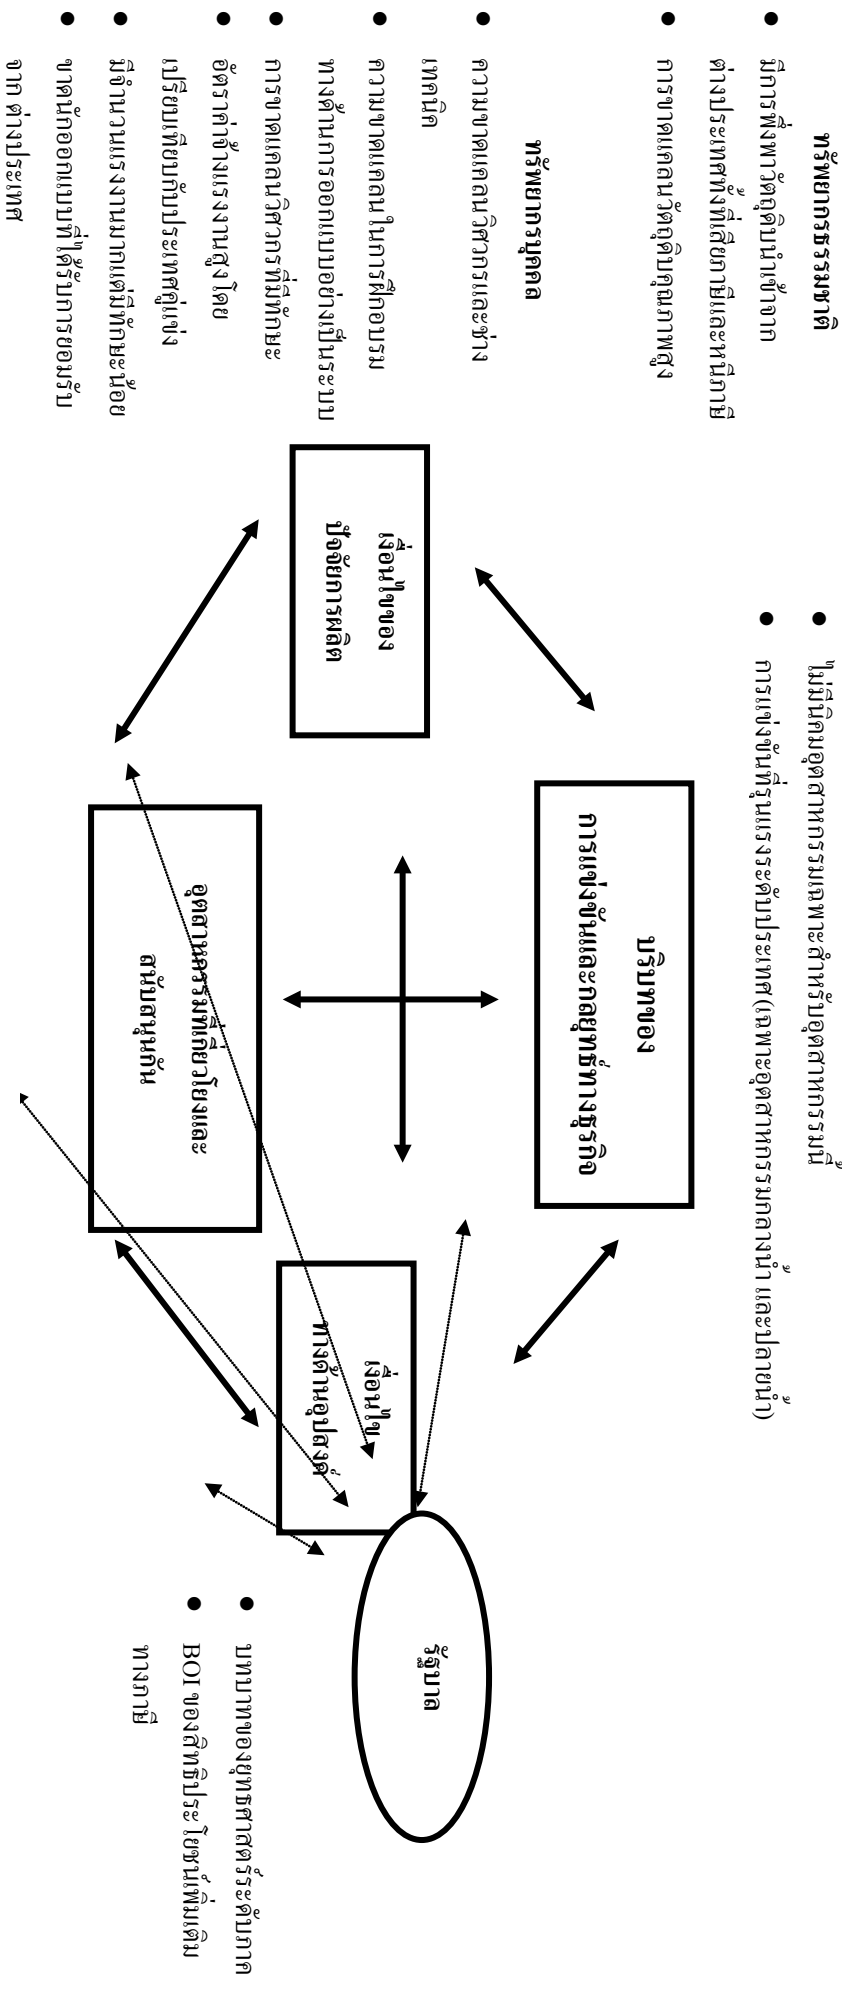 ทรัพยากรธรรมชาติ
● มีการพึ่งพาวัตถุดิบนำเข้าจาก
ต่างประเทศทั้งที่เสียภาษีและหนีภาษี
● การขาดแคลนวัตถุดิบคุณภาพสูง
ทรัพยากรบุคคล
● ความขาดแคลนวิศวกรและช่าง
เทคนิค
● ความขาดแคลนในการฝึกอบรม
ทางด้านการออกแบบอย่างเป็นระบบ
● การขาดแคลนวิศวกรที่มีทักษะ
● อัตราค่าจ้างแรงงานสูงโดย
เปรียบเทียบกับประเทศคู่แข่ง
● มีจำนวนแรงงานมากแต่มีทักษะน้อย
● ขาดนักออกแบบที่ได้รับการยอมรับ
จาก ต่างประเทศ
● ไม่มีนิคมอุตสาหกรรมเฉพาะสำหรับอุตสาหกรรมนี้
● การแข่งขันที่รุนแรงระดับประเทศ (เฉพาะอุตสาหกรรมกลางน้ำ และปลายน้ำ)
บริบทของ
การแข่งขันและกลยุทธ์ทางธุรกิจ
เงื่อนไขของ
ปัจจัยการผลิต
อุตสาหกรรมที่เกี่ยวโยงและ
สนับสนุนกัน
เงื่อนไข
ทางด้านอุปสงค์
รัฐบาล
● บทบาทของยุทธศาสตร์ระดับภาค
● BOI ของสิทธิประโยชน์เพิ่มเติม
ทางภาษี